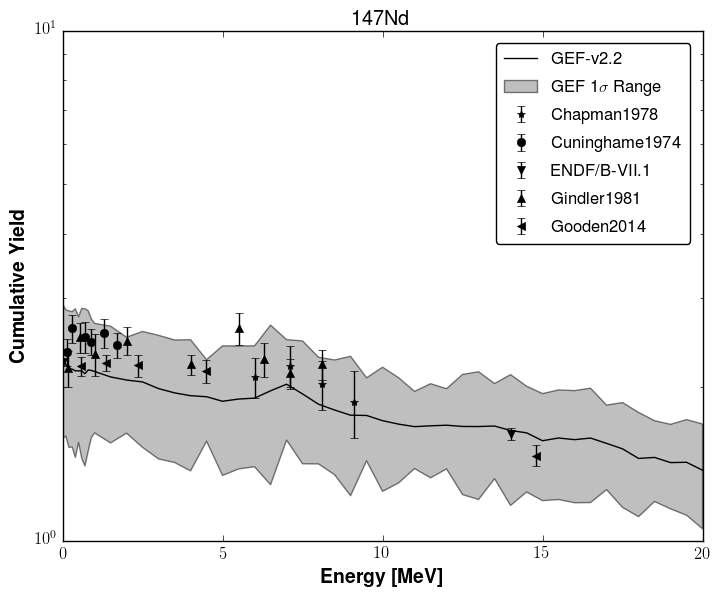 147Nd
10¹
GEF-v2.2
GEF 1σ Range
Chapman1978
Cuninghame1974
ENDF/B-VII.1
Gindler1981
Gooden2014
Cumulative Yield
10⁰
0 5 10 15 20
Energy [MeV]